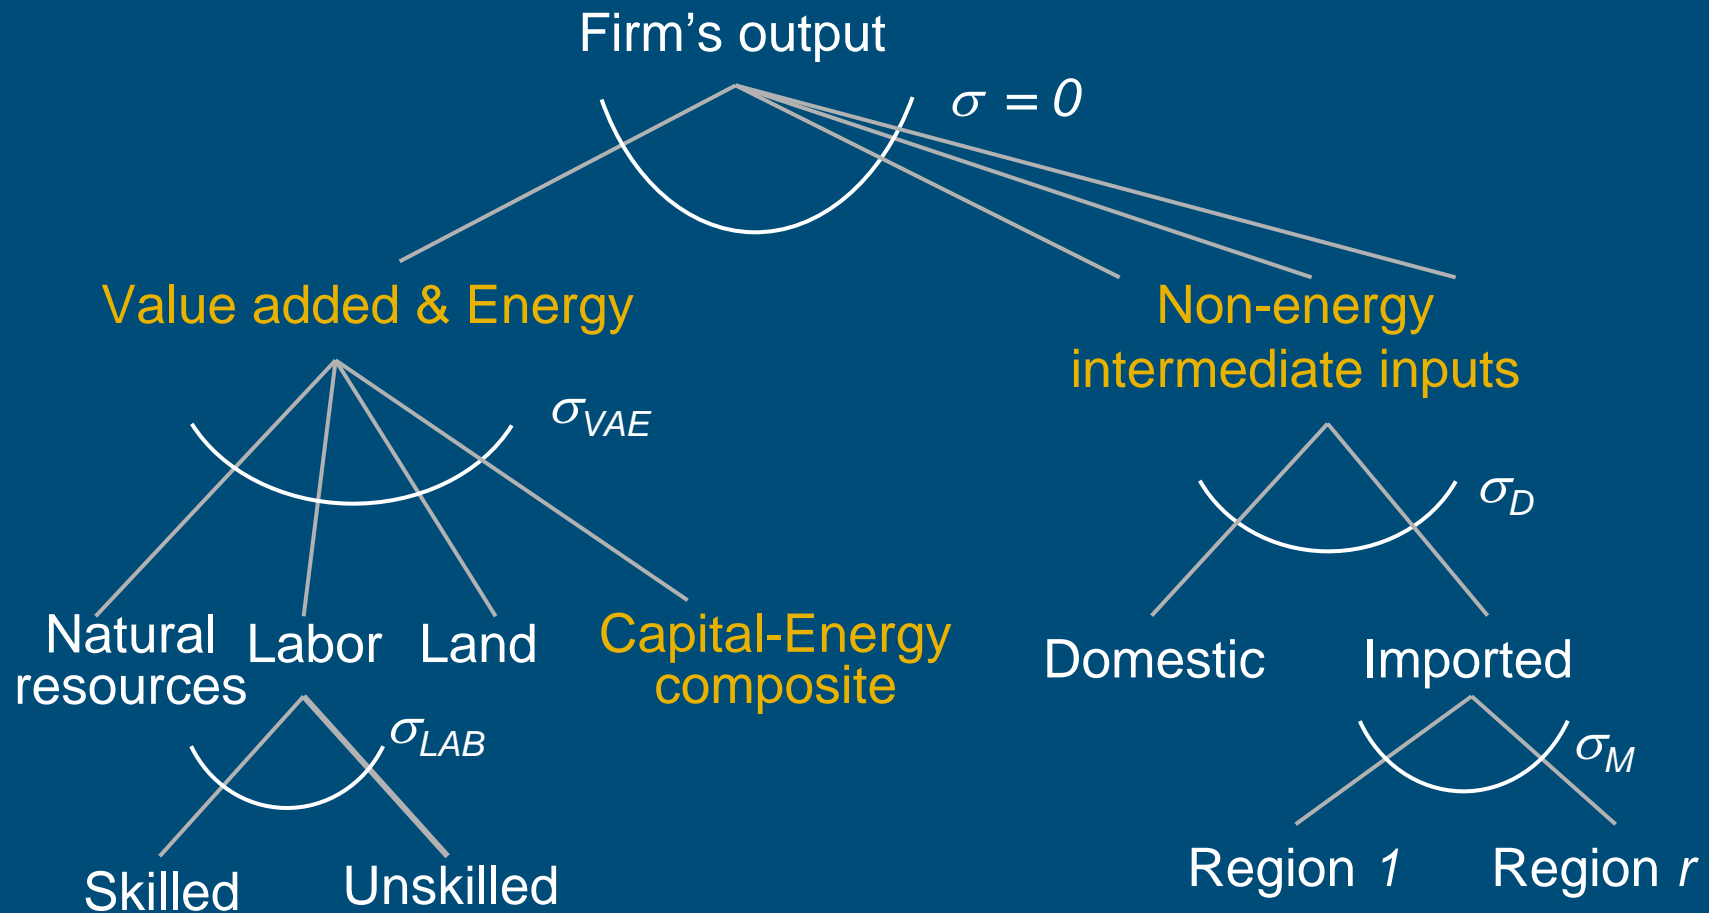 Firm’s output
σ = 0
Value added & Energy
Non-energy
intermediate inputs
σVAE
σD
Natural
resources
Labor
Land
Capital-Energy
composite
Domestic
Imported
σLAB
σM
Skilled
Unskilled
Region 1
Region r